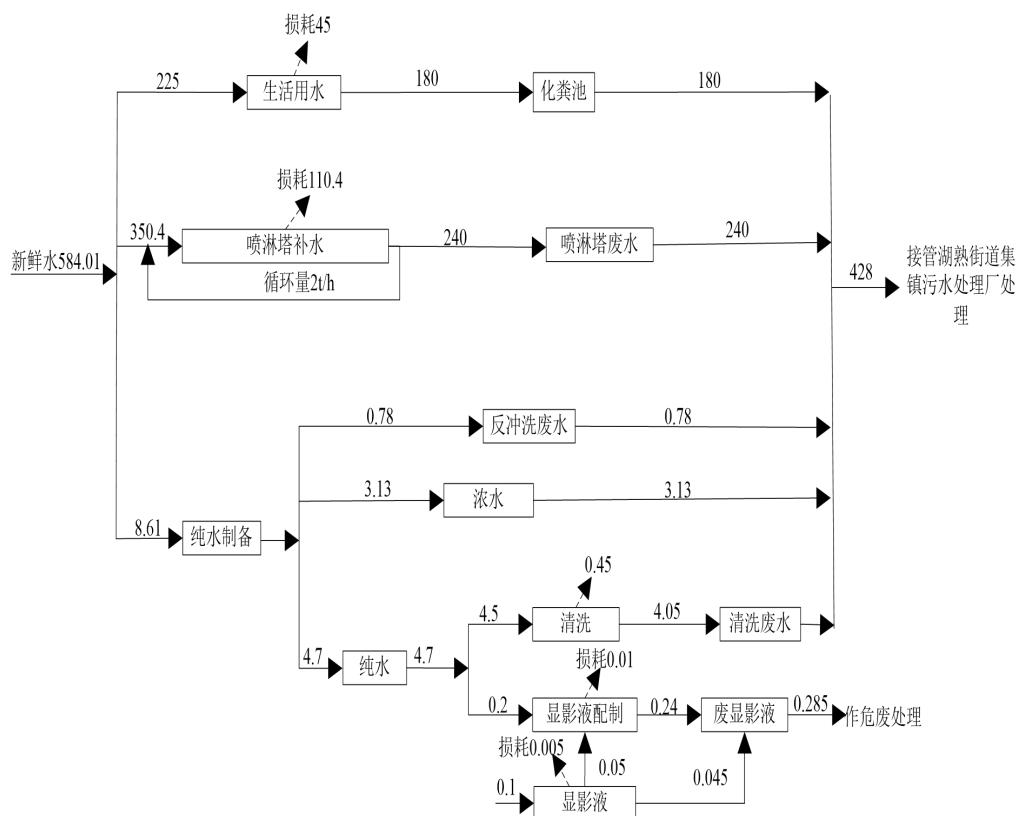 损耗45
225
生活用水
180
化粪池
180
损耗110.4
350.4
喷淋塔补水
240
喷淋塔废水
240
新鲜水584.01
循环量2t/h
428
接管湖熟街道集
镇污水处理厂处
理
0.78
反冲洗废水
0.78
3.13
浓水
3.13
8.61
纯水制备
0.45
4.5
清洗
4.05
清洗废水
4.7
纯水
4.7
损耗0.01
0.2
显影液配制
0.24
废显影液
0.285
作危废处理
损耗0.005
0.05
0.045
0.1
显影液